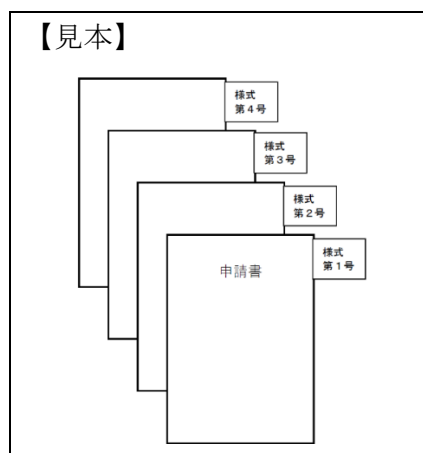 【見本】
様式
第４号
様式
第３号
様式
第２号
様式
第１号
申請書